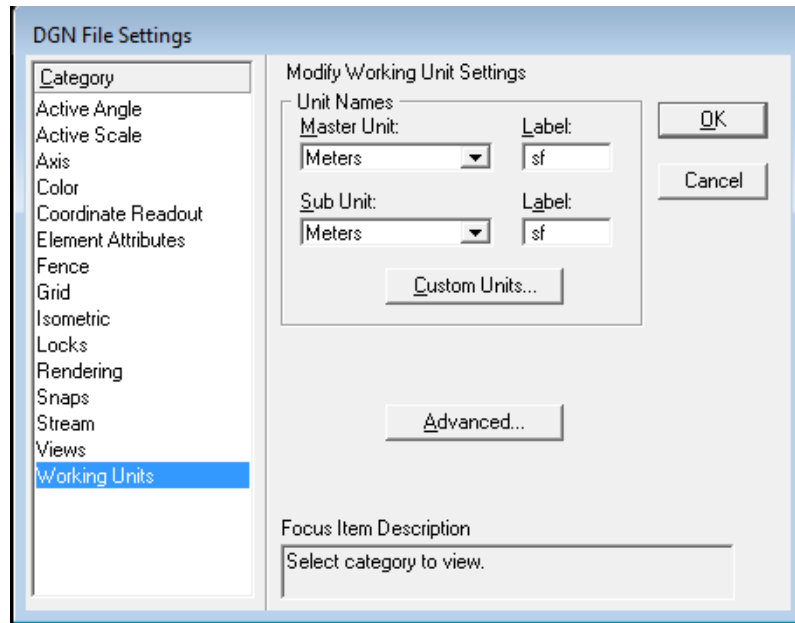 DGN File Settings
Category
Active Angle
Active Scale
Axis
Color
Coordinate Readout
Element Attributes
Fence
Grid
Isometric
Locks
Rendering
Snaps
Stream
Views
Working Units
Modify Working Unit Settings
Unit Names
Master Unit: Label:
Meters sf
Sub Unit: Label:
Meters sf
Custom Units...
Advanced...
Focus Item Description
Select category to view.
OK
Cancel